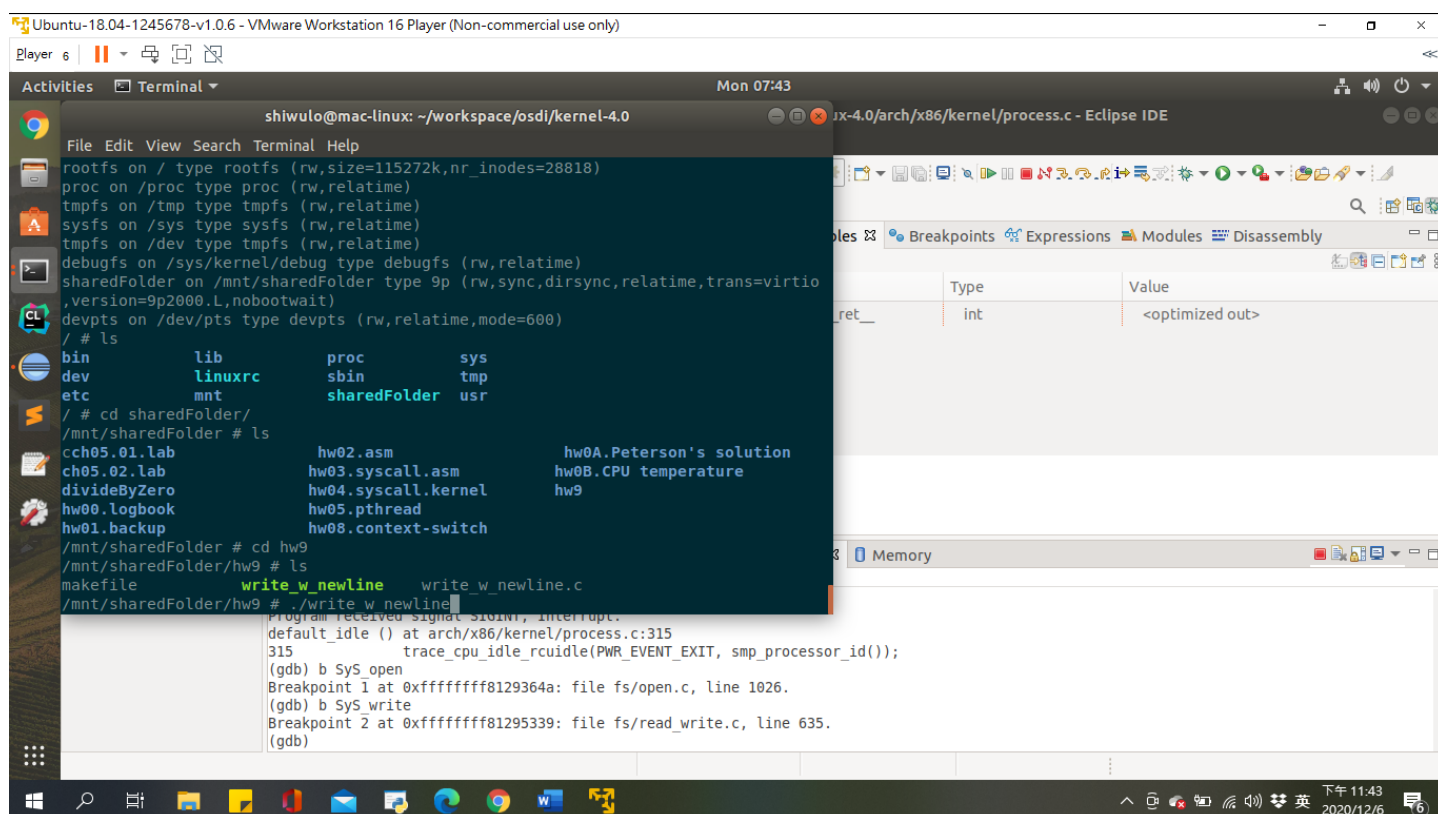 Ubuntu-18.04-1245678-v1.0.6 - VMware Workstation 16 Player (Non-commercial use only)
Player 6
Activities Terminal Mon 07:43
shiwulo@mac-linux: ~/workspace/osdi/kernel-4.0
ux-4.0/arch/x86/kernel/process.c - Eclipse IDE
File Edit View Search Terminal Help
rootfs on / type rootfs (rw,size=115272k,nr_inodes=28818)
proc on /proc type proc (rw,relatime)
tmpfs on /tmp type tmpfs (rw,relatime)
sysfs on /sys type sysfs (rw,relatime)
tmpfs on /dev type tmpfs (rw,relatime)
debugfs on /sys/kernel/debug type debugfs (rw,relatime)
sharedFolder on /mnt/sharedFolder type 9p (rw,sync,dirsync,relatime,trans=virtio
,version=9p2000.L,nobootwait)
devpts on /dev/pts type devpts (rw,relatime,mode=600)
/ # ls
bin lib proc sys
dev linuxrc sbin tmp
etc mnt sharedFolder usr
/ # cd sharedFolder/
/mnt/sharedFolder # ls
cch05.01.lab hw02.asm hw0A.Peterson's solution
ch05.02.lab hw03.syscall.asm hw0B.CPU temperature
divideByZero hw04.syscall.kernel hw9
hw00.logbook hw05.pthread
hw01.backup hw08.context-switch
/mnt/sharedFolder # cd hw9
/mnt/sharedFolder/hw9 # ls
makefile write_w_newline write_w_newline.c
/mnt/sharedFolder/hw9 # ./write_w_newline
bles Breakpoints Expressions Modules Disassembly
Type Value
_ret__ int <optimized out>
Memory
Program received signal SIGINT, Interrupt.
default_idle () at arch/x86/kernel/process.c:315
315 trace_cpu_idle_rcuidle(PWR_EVENT_EXIT, smp_processor_id());
(gdb) b SyS_open
Breakpoint 1 at 0xffffffff8129364a: file fs/open.c, line 1026.
(gdb) b SyS_write
Breakpoint 2 at 0xffffffff81295339: file fs/read_write.c, line 635.
(gdb)
英 下午 11:43
2020/12/6
6